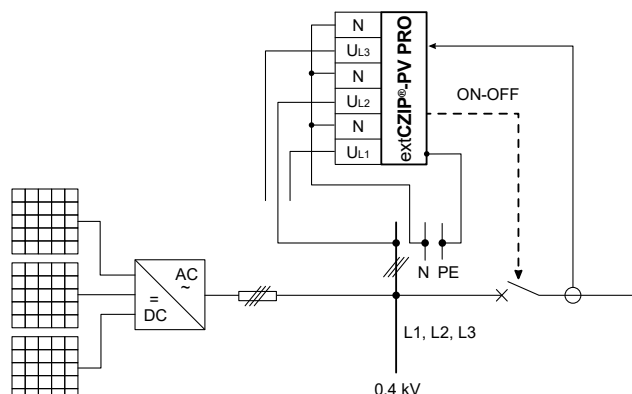 N
UL3
N
UL2
N
UL1
extCZIP®-PV PRO
ON-OFF
AC
~
=
DC
N PE
L1, L2, L3
0,4 kV